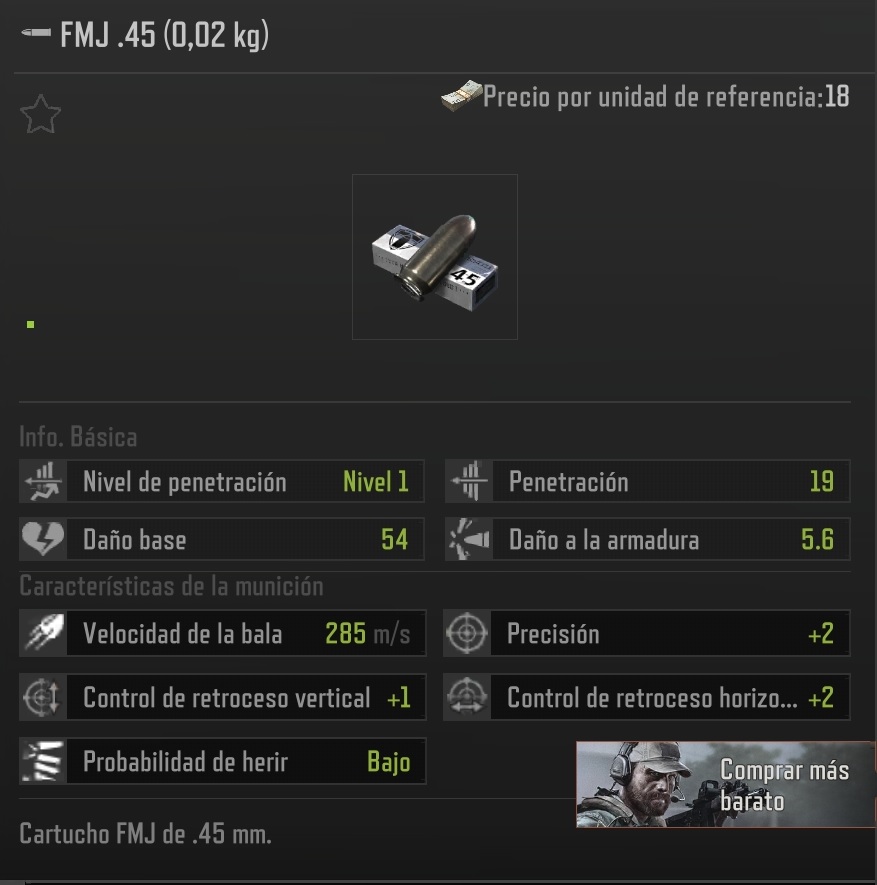 FMJ .45 (0,02 kg)
Precio por unidad de referencia:18
45
Info. Básica
Nivel de penetración Nivel 1
Penetración 19
Daño base 54
Daño a la armadura 5.6
Características de la munición
Velocidad de la bala 285 m/s
Precisión +2
Control de retroceso vertical +1
Control de retroceso horizo... +2
Probabilidad de herir Bajo
Comprar más
barato
Cartucho FMJ de .45 mm.